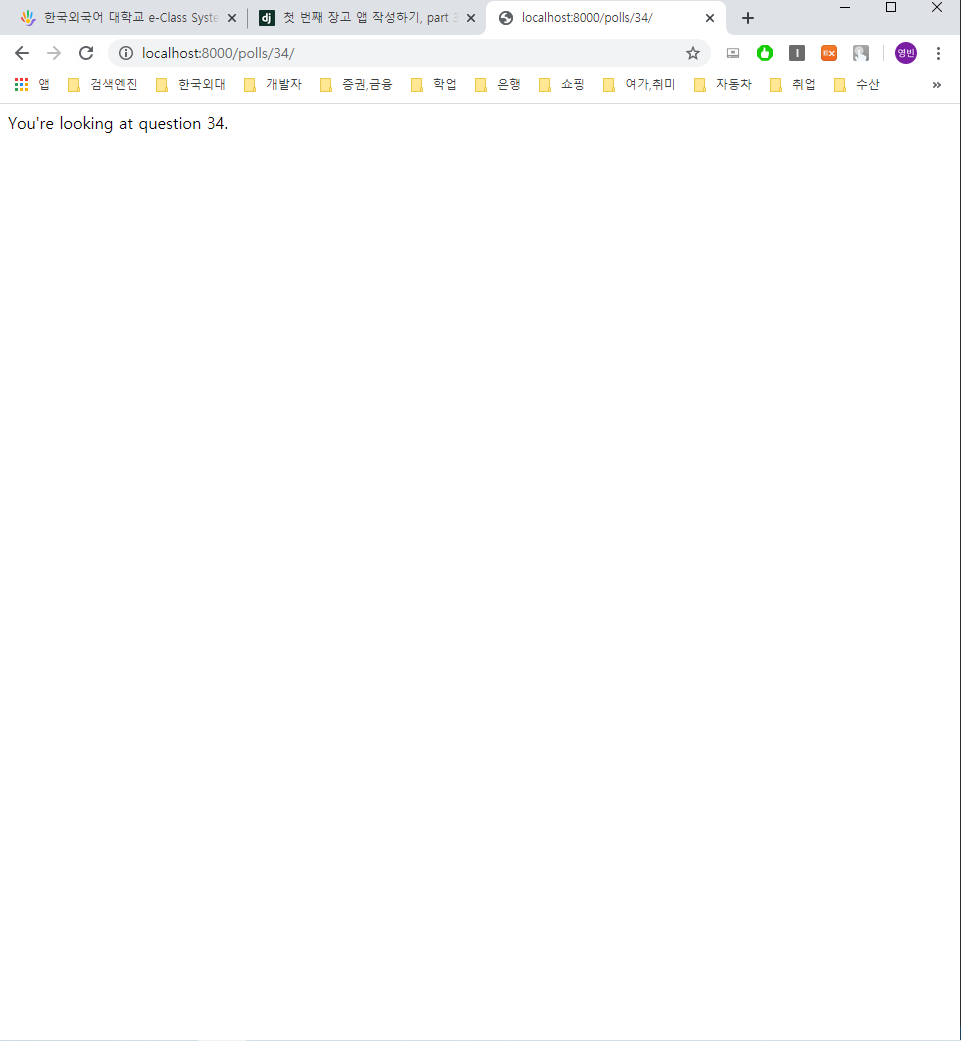 한국외국어 대학교 e-Class Syste
dj 첫 번째 장고 앱 작성하기, part 3
localhost:8000/polls/34/
localhost:8000/polls/34/
EX
영빈
앱 검색엔진 한국외대 개발자 증권,금융 학업 은행 쇼핑 여가,취미 자동차 취업 수산
You're looking at question 34.